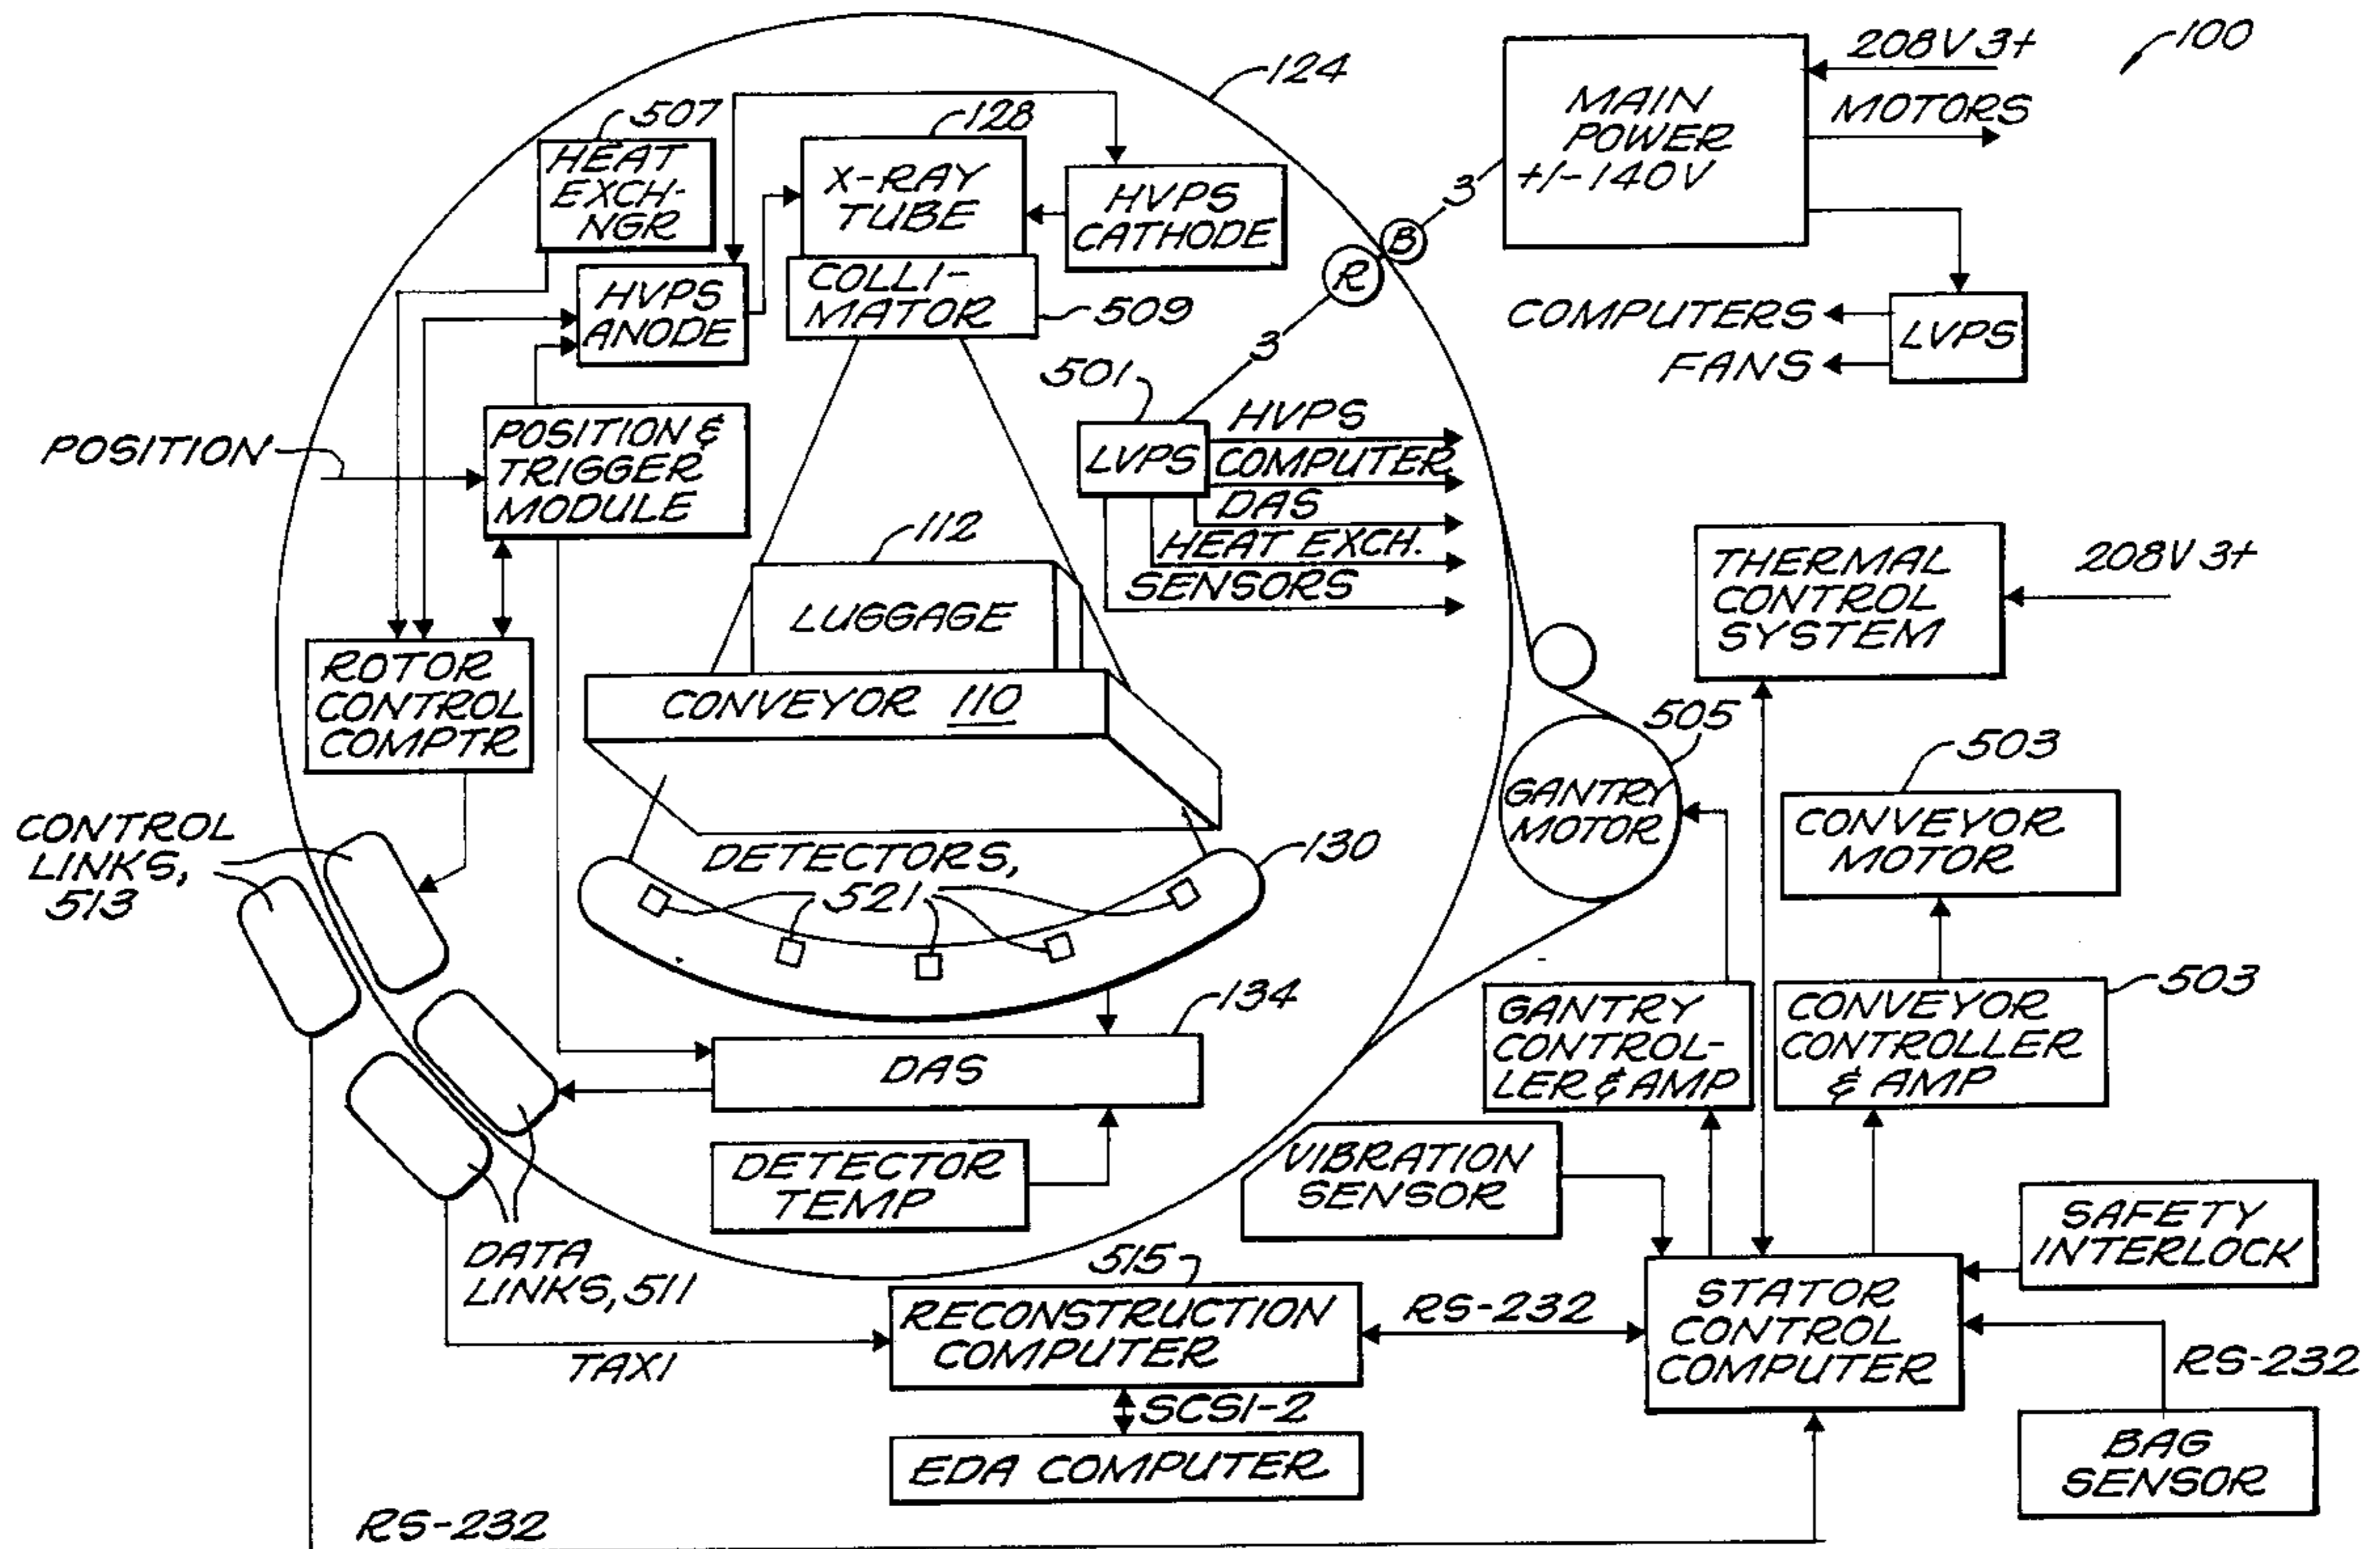 208V 3+
100
124
MAIN
POWER
+/-140V
MOTORS
507
128
HEAT
EXCH-
NGR
X-RAY
TUBE
HVPS
CATHODE
3
B
R
3
HVPS
ANODE
COLLI-
MATOR
509
COMPUTERS
FANS
LVPS
501
POSITION
POSITION &
TRIGGER
MODULE
LVPS
HVPS
COMPUTER
DAS
HEAT EXCH.
SENSORS
112
LUGGAGE
THERMAL
CONTROL
SYSTEM
208V 3+
ROTOR
CONTROL
COMPTR
CONVEYOR 110
505
GANTRY
MOTOR
503
CONVEYOR
MOTOR
CONTROL
LINKS,
513
DETECTORS,
521
130
134
GANTRY
CONTROL-
LER & AMP
CONVEYOR
CONTROLLER
& AMP
503
DAS
DETECTOR
TEMP
VIBRATION
SENSOR
SAFETY
INTERLOCK
DATA
LINKS, 511
515
RECONSTRUCTION
COMPUTER
RS-232
STATOR
CONTROL
COMPUTER
TAXI
RS-232
SCSI-2
EDA COMPUTER
BAG
SENSOR
RS-232